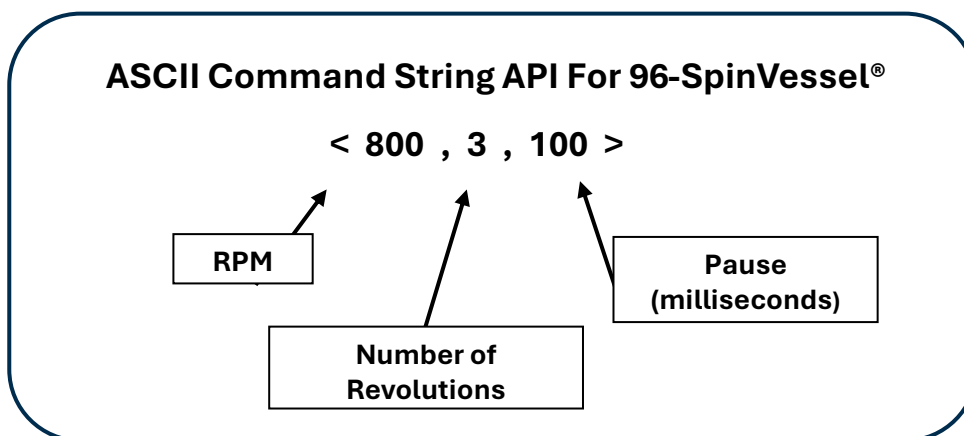 ASCII Command String API For 96-SpinVessel®
< 800 , 3 , 100 >
RPM
Pause
(milliseconds)
Number of
Revolutions